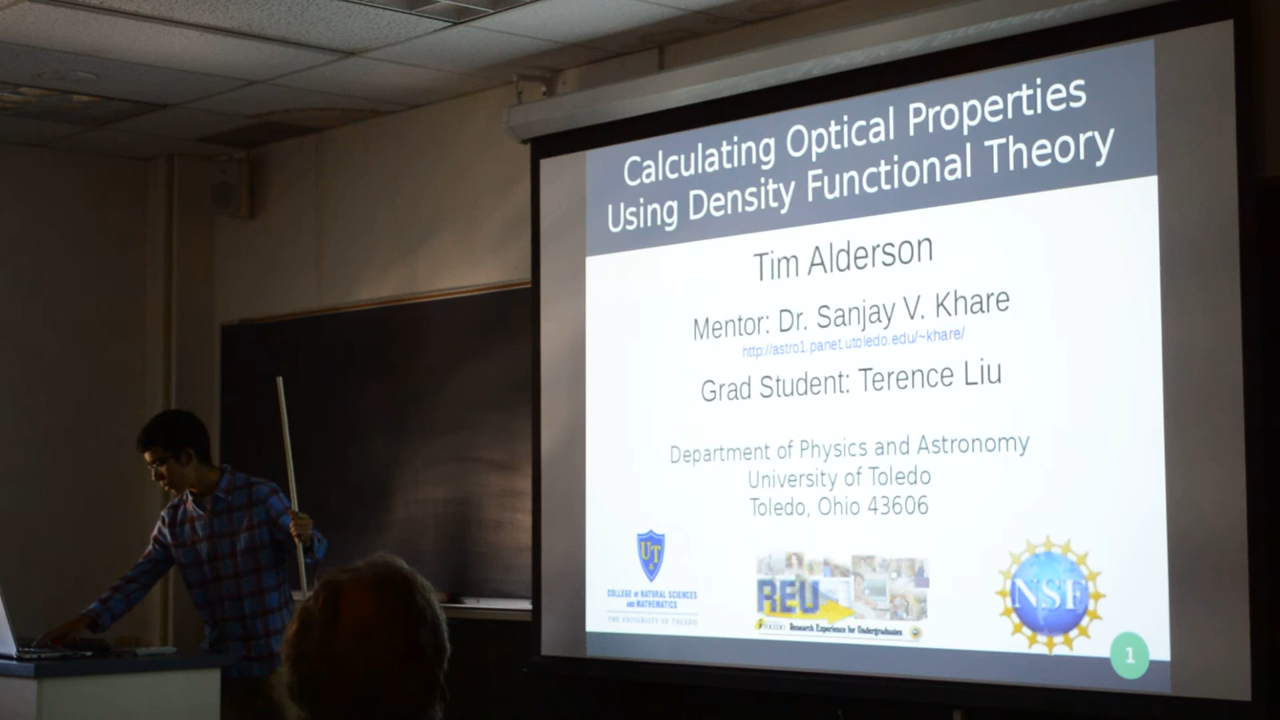 Calculating Optical Properties
Using Density Functional Theory
Tim Alderson
Mentor: Dr. Sanjay V. Khare
http://astro1.panet.utoledo.edu/~khare/
Grad Student: Terence Liu
Department of Physics and Astronomy
University of Toledo
Toledo, Ohio 43606
UT
COLLEGE OF NATURAL SCIENCES
AND MATHEMATICS
THE UNIVERSITY OF TOLEDO
REU
TOLEDO
Research Experience for Undergraduates
NSF
1